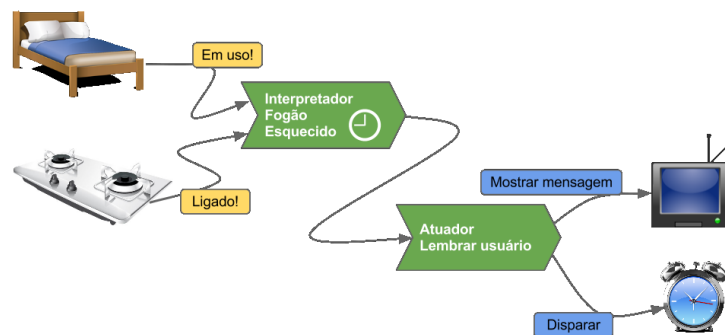 Em uso!
Interpretador
Fogão
Esquecido
Ligado!
Mostrar mensagem
Atuador
Lembrar usuário
Disparar